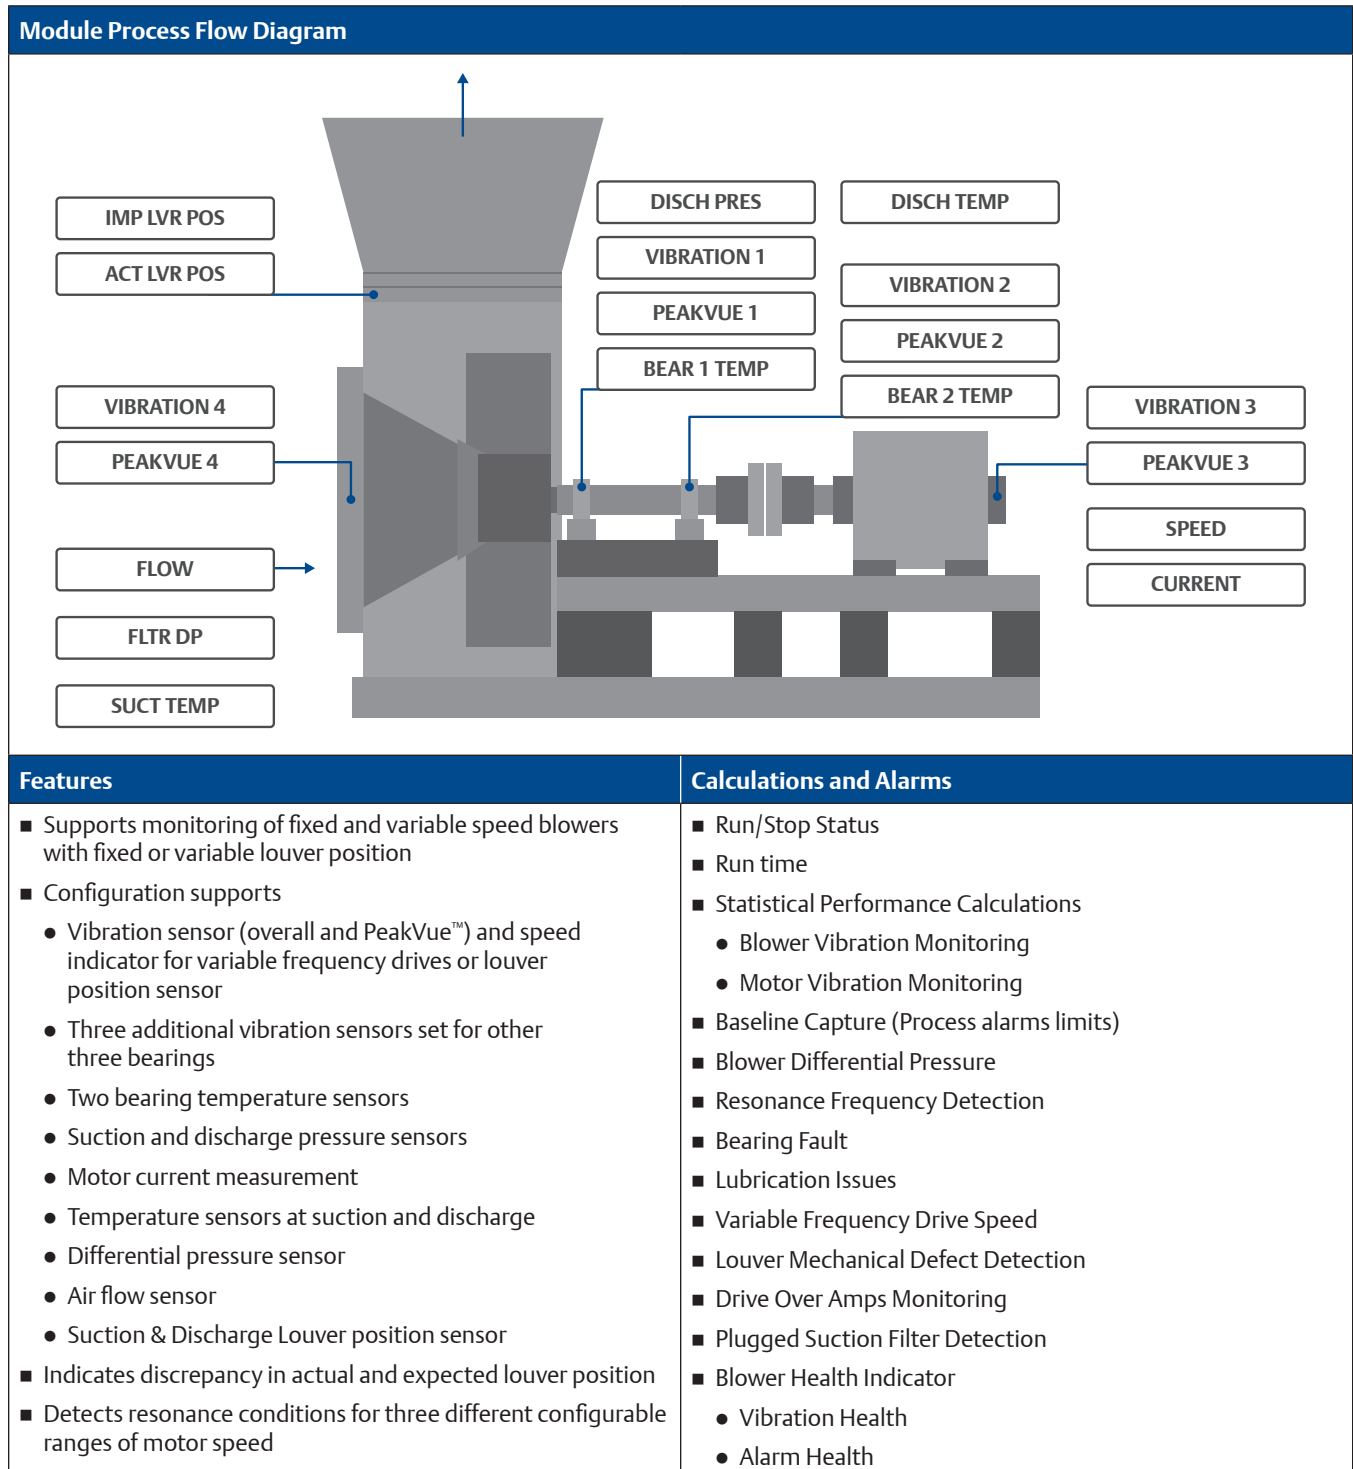 Module Process Flow Diagram
IMP LVR POS
ACT LVR POS
DISCH PRES
DISCH TEMP
VIBRATION 1
VIBRATION 2
PEAKVUE 1
PEAKVUE 2
BEAR 1 TEMP
BEAR 2 TEMP
VIBRATION 4
VIBRATION 3
PEAKVUE 4
PEAKVUE 3
SPEED
FLOW
CURRENT
FLTR DP
SUCT TEMP
Features
■ Supports monitoring of fixed and variable speed blowers
with fixed or variable louver position
■ Configuration supports
● Vibration sensor (overall and PeakVue™) and speed
indicator for variable frequency drives or louver
position sensor
● Three additional vibration sensors set for other
three bearings
● Two bearing temperature sensors
● Suction and discharge pressure sensors
● Motor current measurement
● Temperature sensors at suction and discharge
● Differential pressure sensor
● Air flow sensor
● Suction & Discharge Louver position sensor
■ Indicates discrepancy in actual and expected louver position
■ Detects resonance conditions for three different configurable
ranges of motor speed
Calculations and Alarms
■ Run/Stop Status
■ Run time
■ Statistical Performance Calculations
● Blower Vibration Monitoring
● Motor Vibration Monitoring
■ Baseline Capture (Process alarms limits)
■ Blower Differential Pressure
■ Resonance Frequency Detection
■ Bearing Fault
■ Lubrication Issues
■ Variable Frequency Drive Speed
■ Louver Mechanical Defect Detection
■ Drive Over Amps Monitoring
■ Plugged Suction Filter Detection
■ Blower Health Indicator
● Vibration Health
● Alarm Health